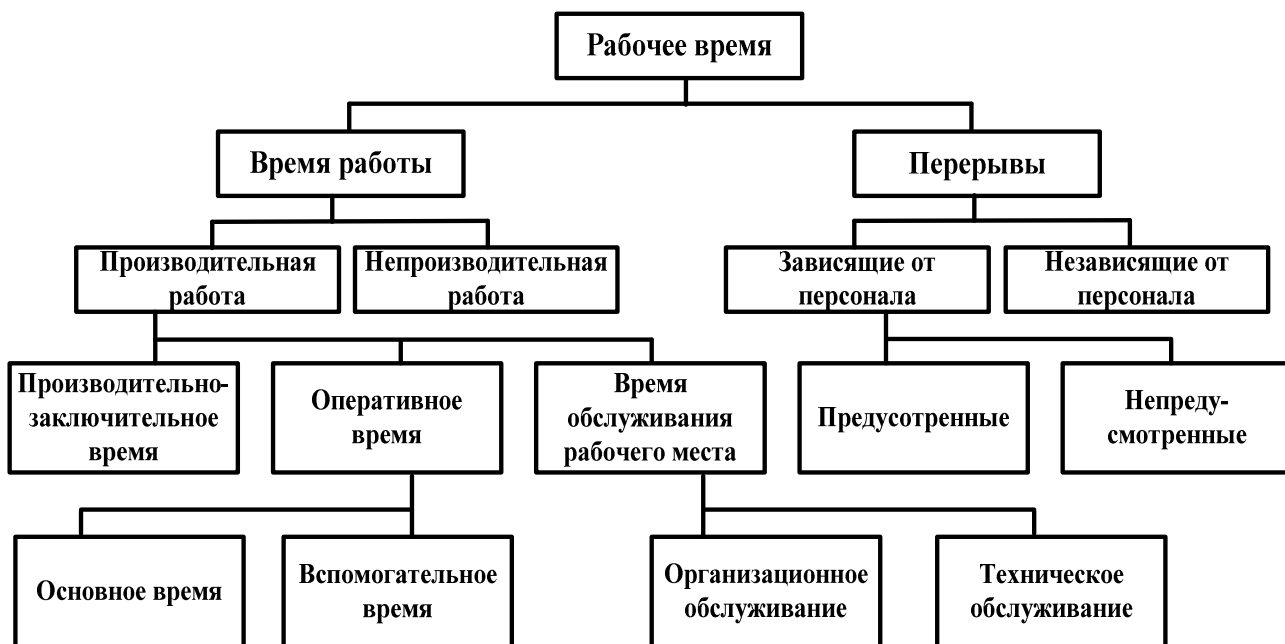 Рабочее время
Время работы
Перерывы
Производительная
работа
Непроизводительная
работа
Зависящие от
персонала
Независящие от
персонала
Производительно-
заключительное
время
Оперативное
время
Время
обслуживания
рабочего места
Предусотренные
Непреду-
смотренные
Основное время
Вспомогательное
время
Организационное
обслуживание
Техническое
обслуживание